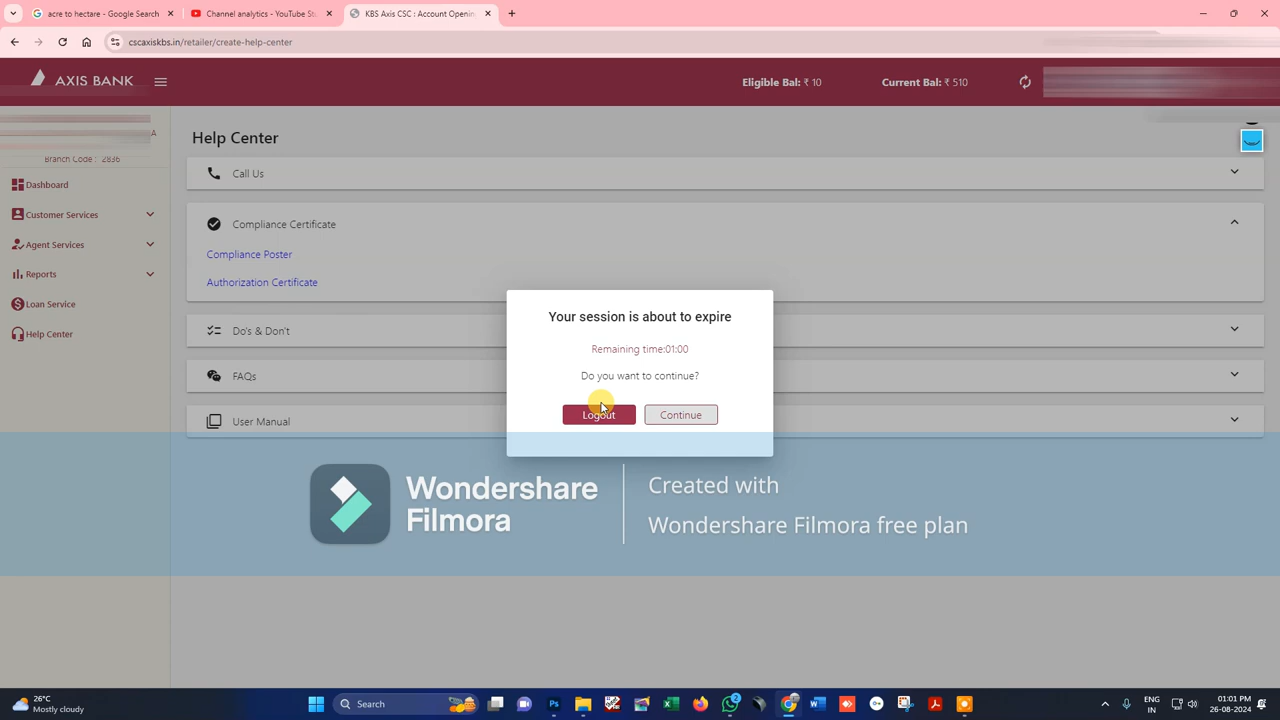 acre to hectare - Google Search
Channel analytics - YouTube St
KBS Axis CSC : Account Openin
cscaxiskbs.in/retailer/create-help-center
AXIS BANK
Eligible Bal: ₹ 10
Current Bal: ₹ 510
A
Branch Code : 2836
Dashboard
Customer Services
Agent Services
Reports
Loan Service
Help Center
Help Center
Call Us
Compliance Certificate
Compliance Poster
Authorization Certificate
Do's & Don't
FAQs
User Manual
Your session is about to expire
Remaining time:01:00
Do you want to continue?
Logout
Continue
Wondershare
Filmora
Created with
Wondershare Filmora free plan
26°C
Mostly cloudy
Search
2
ENG
IN
01:01 PM
26-08-2024